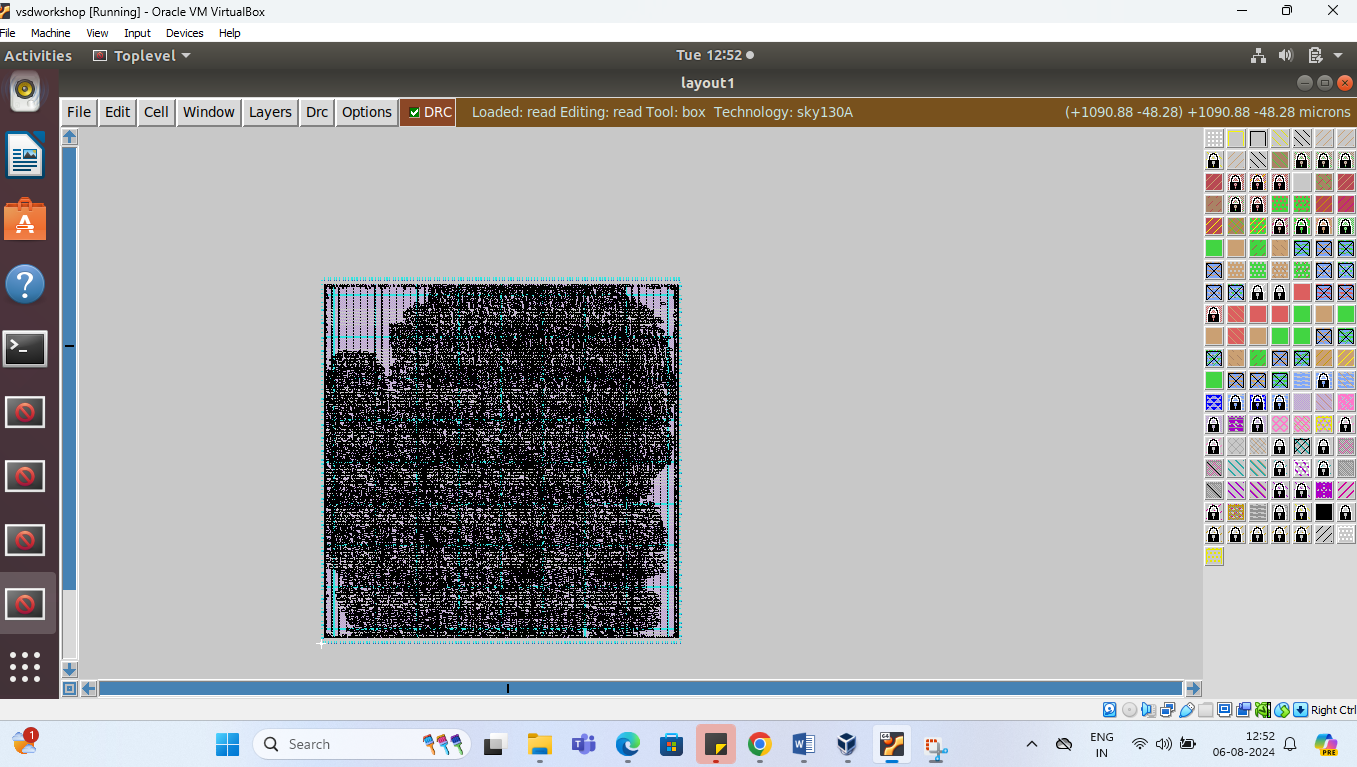 vsdworkshop [Running] - Oracle VM VirtualBox
File Machine View Input Devices Help
Activities Toplevel Tue 12:52
layout1
File Edit Cell Window Layers Drc Options DRC Loaded: read Editing: read Tool: box Technology: sky130A (+1090.88 -48.28) +1090.88 -48.28 microns
Right Ctrl
1
Search
64
PRE
ENG
IN
12:52
06-08-2024